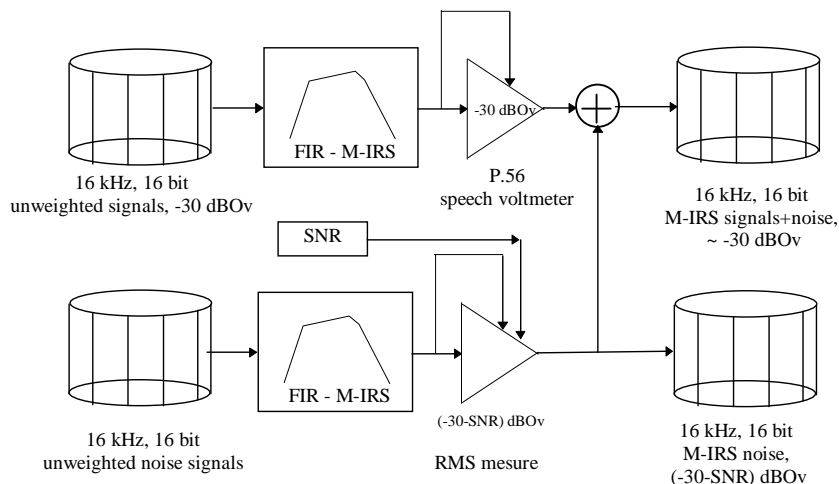 -30 dBOv
FIR - M-IRS
16 kHz, 16 bit
unweighted signals, -30 dBOv
P.56
speech voltmeter
16 kHz, 16 bit
M-IRS signals+noise,
~ -30 dBOv
SNR
FIR - M-IRS
(-30-SNR) dBOv
16 kHz, 16 bit
unweighted noise signals
RMS mesure
16 kHz, 16 bit
M-IRS noise,
(-30-SNR) dBOv